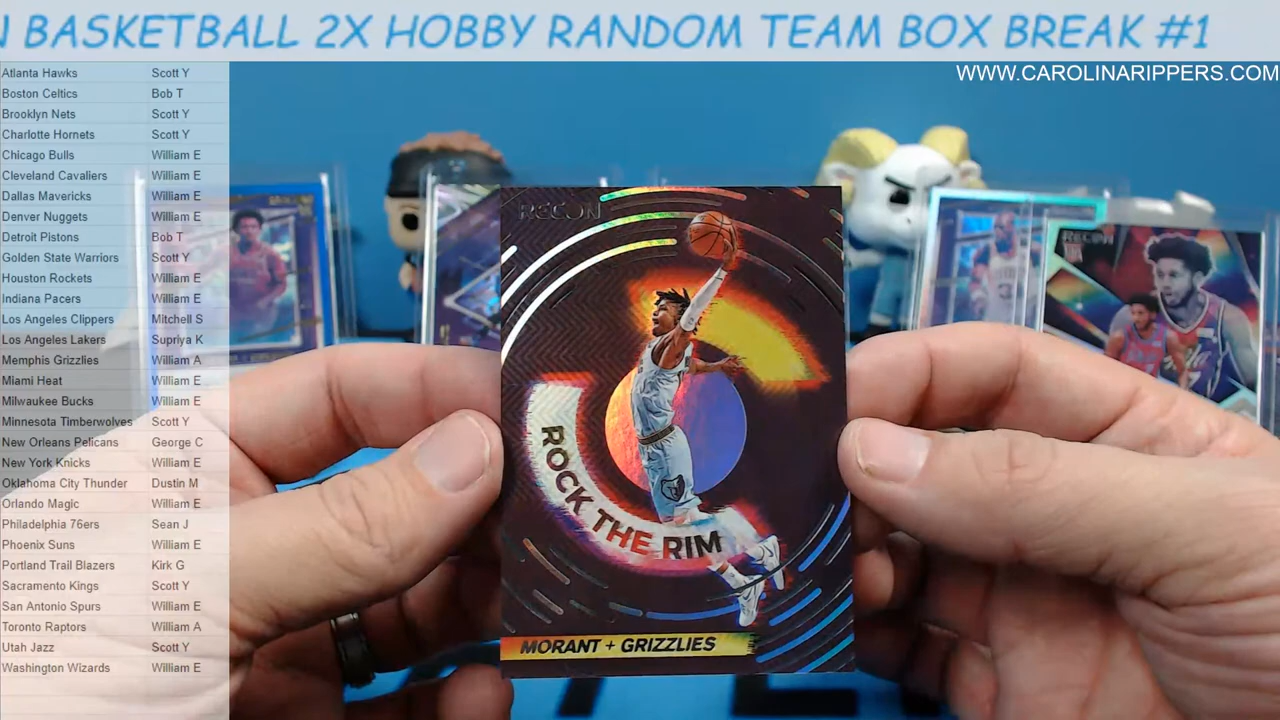 N BASKETBALL 2X HOBBY RANDOM TEAM BOX BREAK #1
WWW.CAROLINARIPPERS.COM
Atlanta Hawks Scott Y
Boston Celtics Bob T
Brooklyn Nets Scott Y
Charlotte Hornets Scott Y
Chicago Bulls William E
Cleveland Cavaliers William E
Dallas Mavericks William E
Denver Nuggets William E
Detroit Pistons Bob T
Golden State Warriors Scott Y
Houston Rockets William E
Indiana Pacers William E
Los Angeles Clippers Mitchell S
Los Angeles Lakers Supriya K
Memphis Grizzlies William A
Miami Heat William E
Milwaukee Bucks William E
Minnesota Timberwolves Scott Y
New Orleans Pelicans George C
New York Knicks William E
Oklahoma City Thunder Dustin M
Orlando Magic William E
Philadelphia 76ers Sean J
Phoenix Suns William E
Portland Trail Blazers Kirk G
Sacramento Kings Scott Y
San Antonio Spurs William E
Toronto Raptors William A
Utah Jazz Scott Y
Washington Wizards William E
RECON
ROCK THE RIM
MORANT + GRIZZLIES
RECON